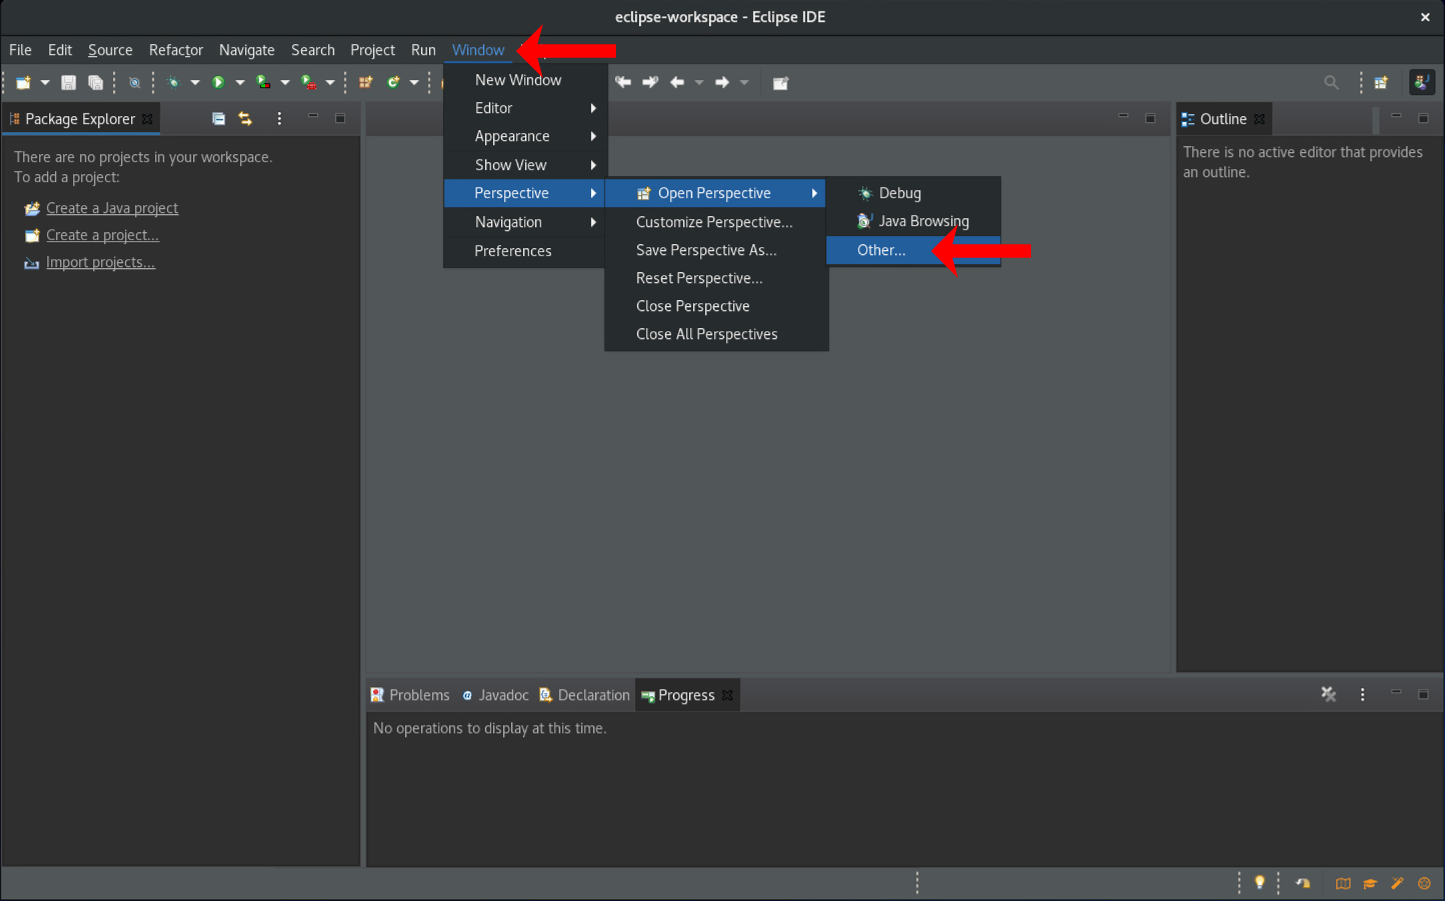 eclipse-workspace - Eclipse IDE
File Edit Source Refactor Navigate Search Project Run Window
New Window
Editor
Appearance
Show View
Perspective
Navigation
Preferences
Open Perspective
Customize Perspective...
Save Perspective As...
Reset Perspective...
Close Perspective
Close All Perspectives
Debug
Java Browsing
Other...
Package Explorer
There are no projects in your workspace.
To add a project:
Create a Java project
Create a project...
Import projects...
Outline
There is no active editor that provides
an outline.
Problems Javadoc Declaration Progress
No operations to display at this time.